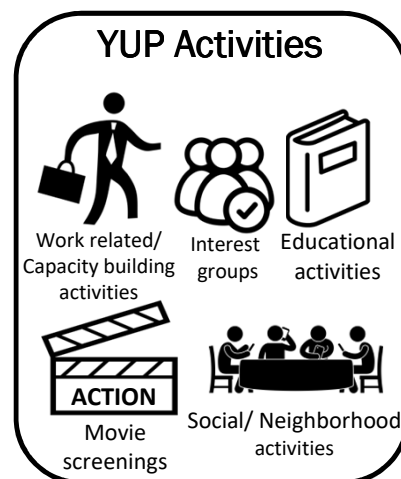 YUP Activities
Work related/
Capacity building
activities
Interest
groups
Educational
activities
ACTION
Movie
screenings
Social/ Neighborhood
activities